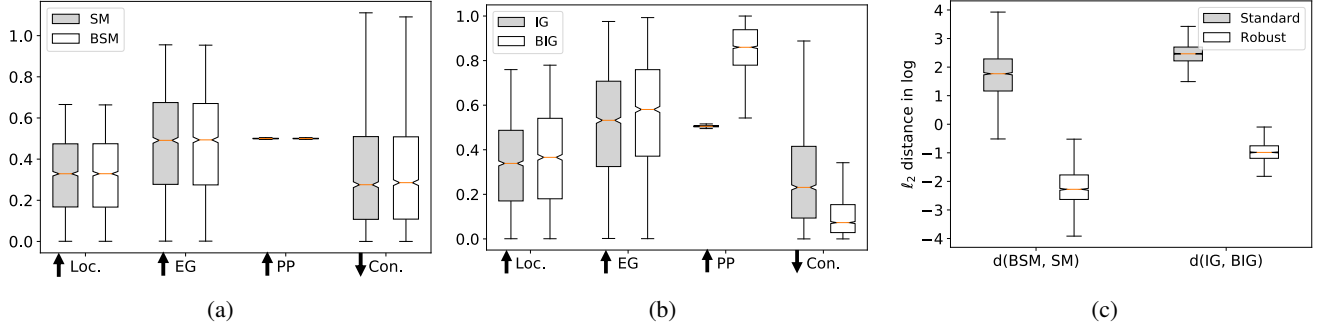 SM
BSM
1.0
0.8
0.6
0.4
0.2
0.0
Loc.
EG
PP
Con.
(a)
IG
BIG
1.0
0.8
0.6
0.4
0.2
0.0
Loc.
EG
PP
Con.
(b)
Standard
Robust
ℓ₂ distance in log
4
3
2
1
0
−1
−2
−3
−4
d(BSM, SM)
d(IG, BIG)
(c)